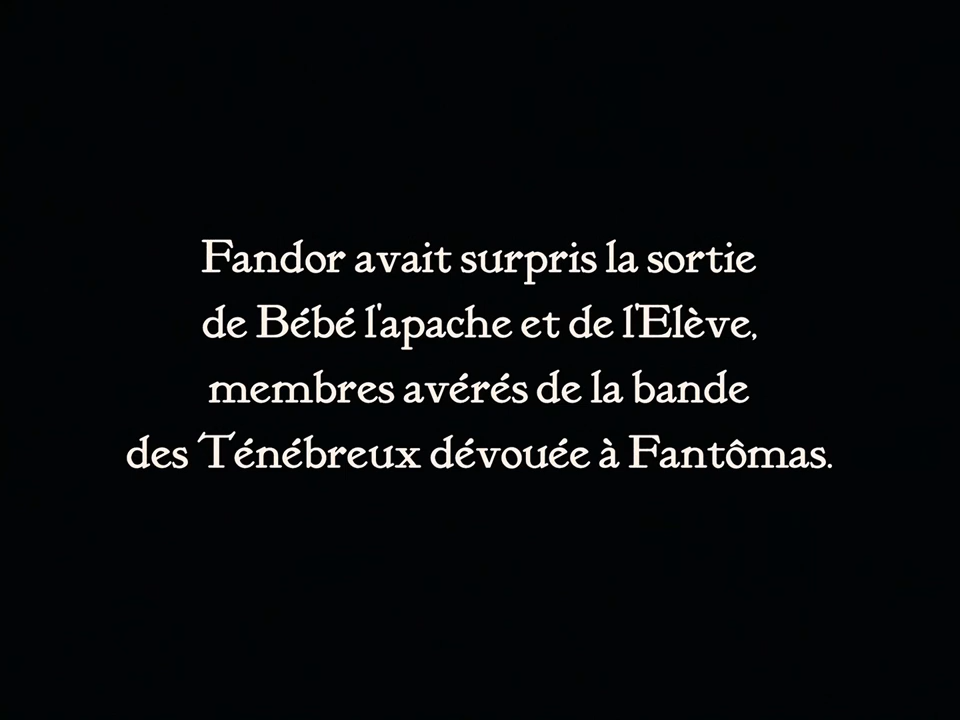 Fandor avait surpris la sortie
de Bébé l'apache et de l'Elève,
membres avérés de la bande
des Ténébreux dévouée à Fantômas.